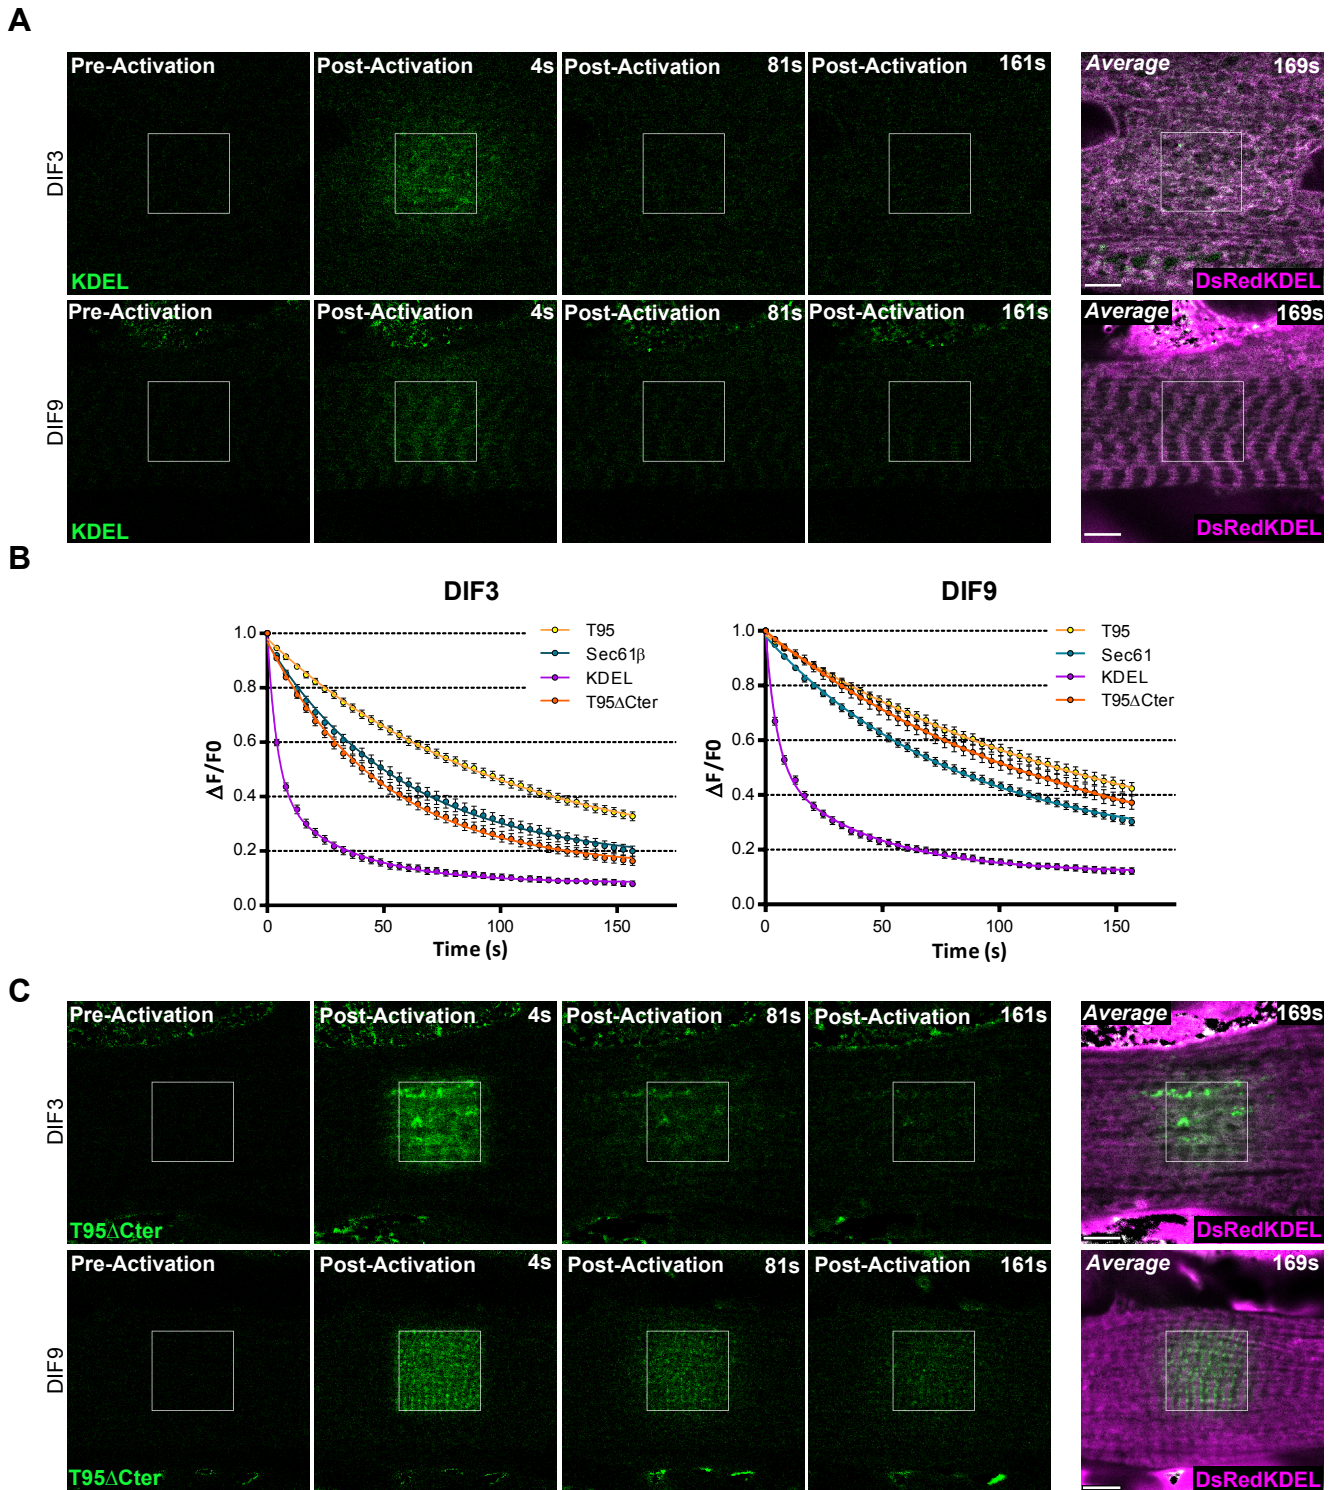 A
Pre-Activation
Post-Activation 4s
Post-Activation 81s
Post-Activation 161s
Average 169s
DIF3
KDEL
DsRedKDEL
Pre-Activation
Post-Activation 4s
Post-Activation 81s
Post-Activation 161s
Average 169s
DIF9
KDEL
DsRedKDEL
B
DIF3
T95
Sec61β
KDEL
T95ΔCter
1.0
0.8
0.6
0.4
0.2
0.0
ΔF/F0
0 50 100 150
Time (s)
DIF9
T95
Sec61
KDEL
T95ΔCter
1.0
0.8
0.6
0.4
0.2
0.0
ΔF/F0
0 50 100 150
Time (s)
C
Pre-Activation
Post-Activation 4s
Post-Activation 81s
Post-Activation 161s
Average 169s
DIF3
T95ΔCter
DsRedKDEL
Pre-Activation
Post-Activation 4s
Post-Activation 81s
Post-Activation 161s
Average 169s
DIF9
T95ΔCter
DsRedKDEL